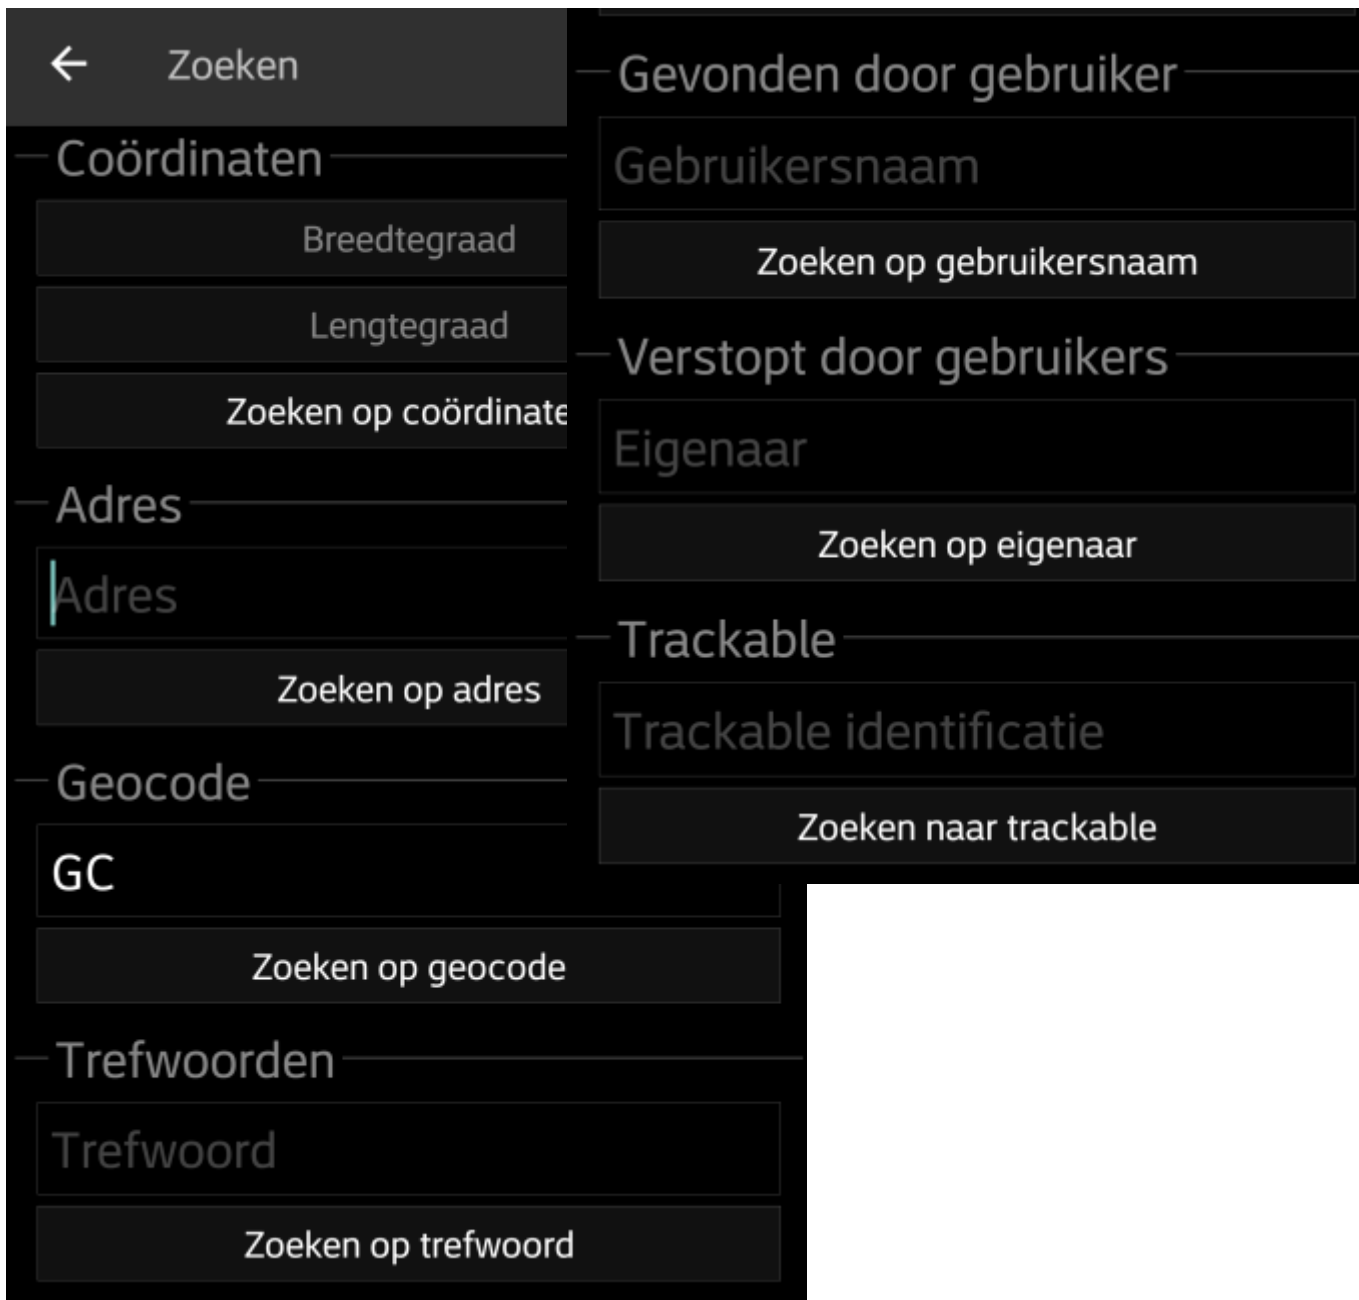 Zoeken
Coördinaten
Breedtegraad
Lengtegraad
Zoeken op coördinate
Adres
Adres
Zoeken op adres
Geocode
GC
Zoeken op geocode
Trefwoorden
Trefwoord
Zoeken op trefwoord
Gevonden door gebruiker
Gebruikersnaam
Zoeken op gebruikersnaam
Verstopt door gebruikers
Eigenaar
Zoeken op eigenaar
Trackable
Trackable identificatie
Zoeken naar trackable